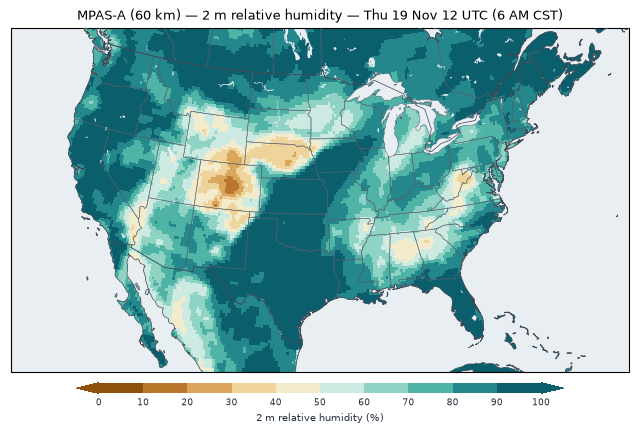 MPAS-A (60 km) — 2 m relative humidity — Thu 19 Nov 12 UTC (6 AM CST)
0 10 20 30 40 50 60 70 80 90 100
2 m relative humidity (%)